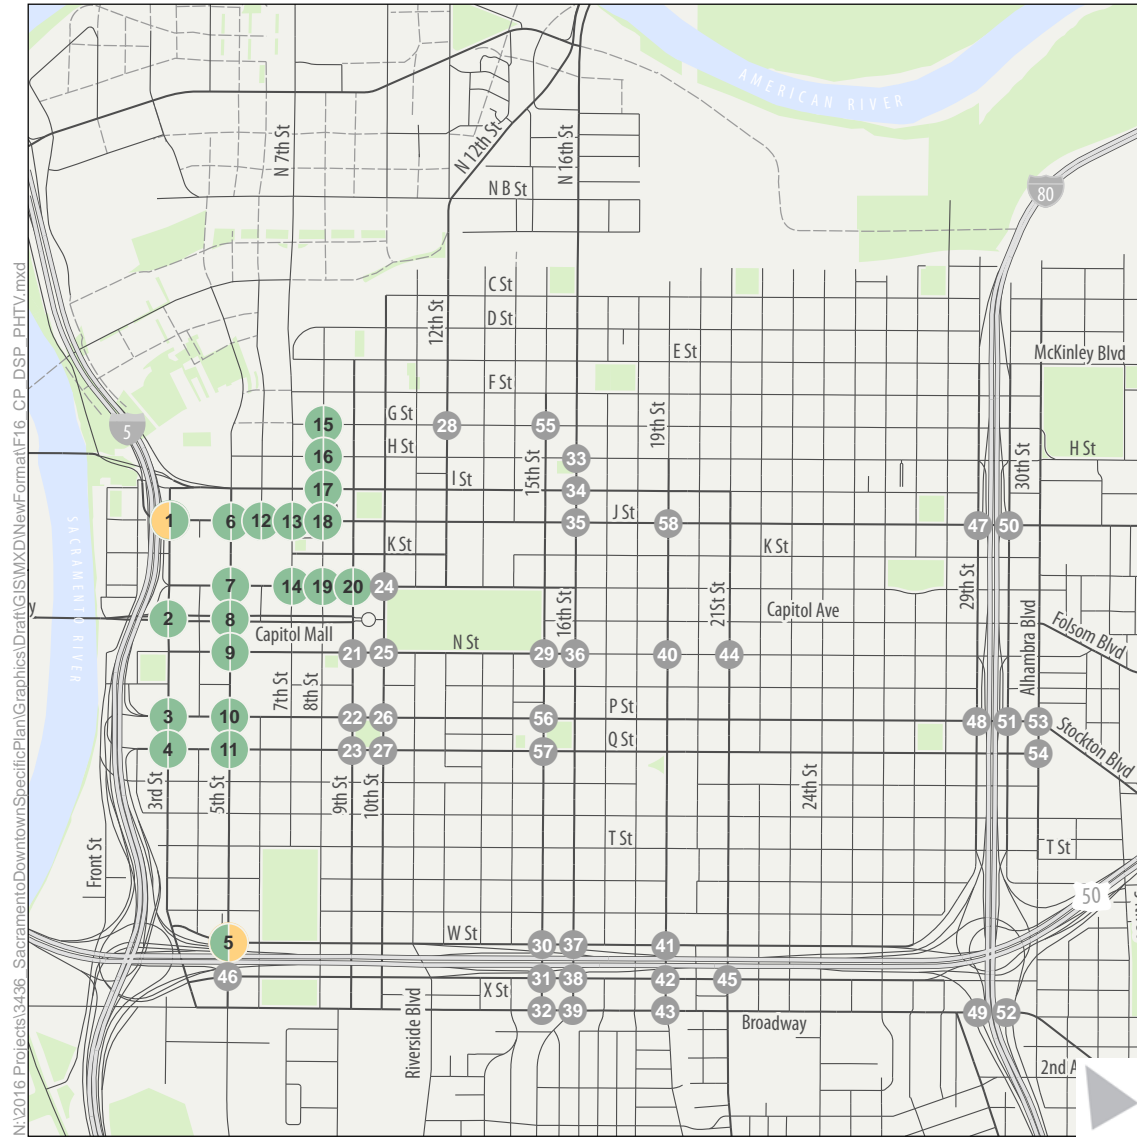 AMERICAN RIVER
N 7th St
N 12th St
N 16th St
N B St
80
C St
D St
12th St
E St
McKinley Blvd
F St
G St
15
28
55
19th St
5
H St
16
33
H St
I St
15th St
30th St
17
34
J St
1
6
12
13
18
35
58
47
50
K St
K St
7
14
19
20
24
29th St
16th St
21St St
Capitol Ave
2
8
y
Capitol Mall
N St
Folsom Blvd
Alhambra Blvd
9
21
25
29
36
40
44
7th St
8th St
P St
3
10
22
26
56
48
51
53
Stockton Blvd
Q St
4
11
23
27
57
54
3rd St
5th St
9th St
10th St
24th St
SACRAMENTO RIVER
Front St
T St
T St
50
W St
5
30
37
41
46
31
38
42
45
X St
32
39
43
49
52
Riverside Blvd
Broadway
2nd A
N:\2016 Projects\3436_SacramentoDowntownSpecificPlan\Graphics\Draft\GIS\MXD\NewFormat\F16_CP_DSP_PHTV.mxd